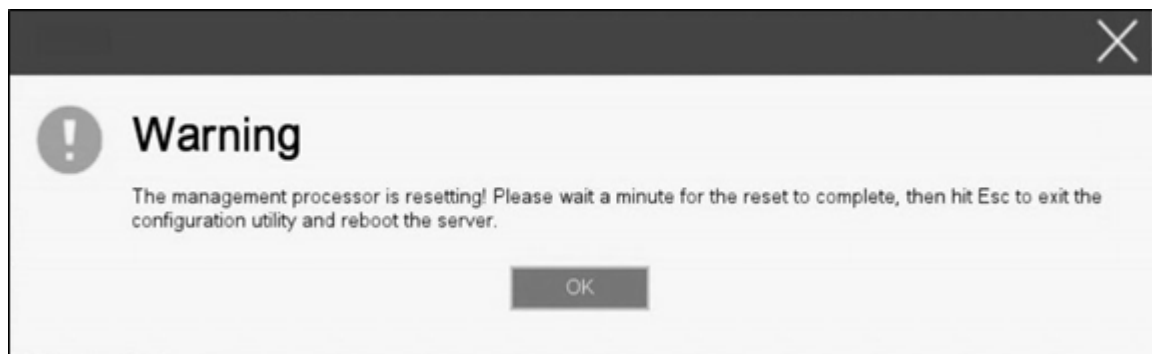 Warning
The management processor is resetting! Please wait a minute for the reset to complete, then hit Esc to exit the
configuration utility and reboot the server.
OK